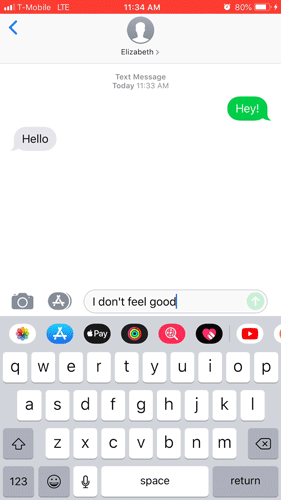 T-Mobile LTE 11:34 AM 80%
Elizabeth >
Text Message
Today 11:33 AM
Hey!
Hello
I don't feel good
Pay
q w e r t y u i o p
a s d f g h j k l
z x c v b n m
123 space return